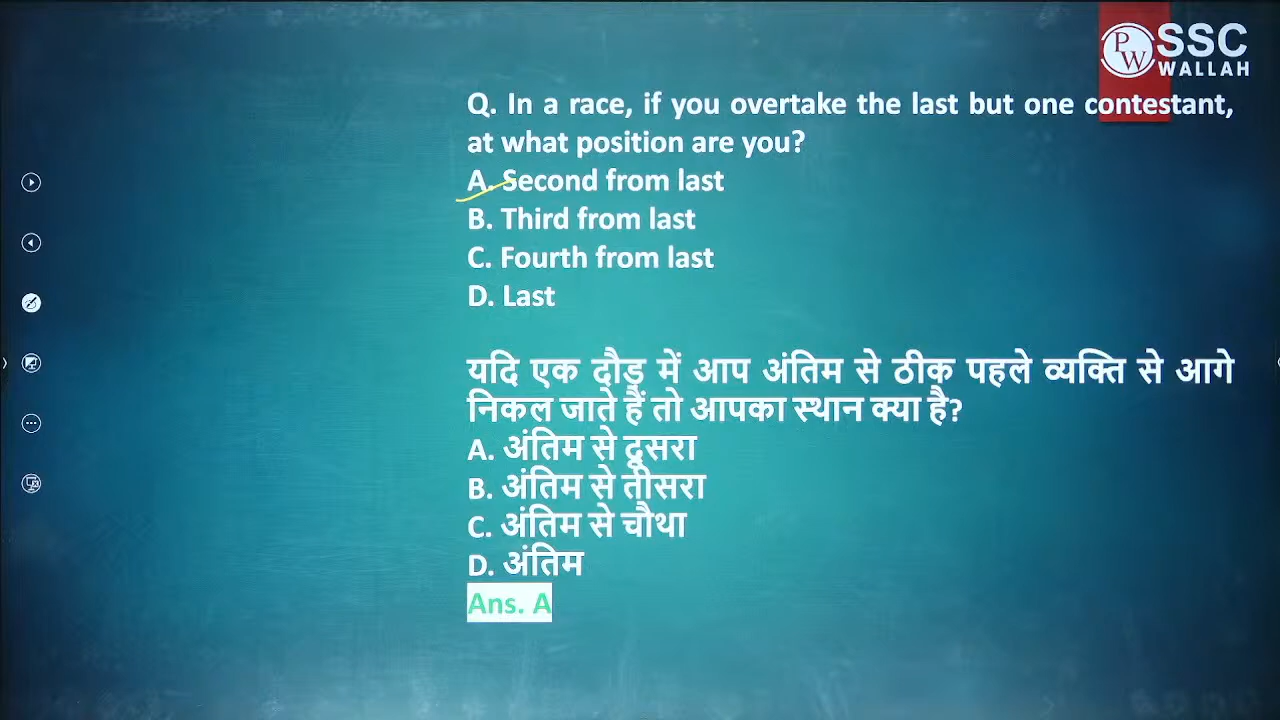 PW SSC
WALLAH
Q. In a race, if you overtake the last but one contestant,
at what position are you?
A. Second from last
B. Third from last
C. Fourth from last
D. Last
यदि एक दौड़ में आप अंतिम से ठीक पहले व्यक्ति से आगे
निकल जाते हैं तो आपका स्थान क्या है?
A. अंतिम से दूसरा
B. अंतिम से तीसरा
C. अंतिम से चौथा
D. अंतिम
Ans. A